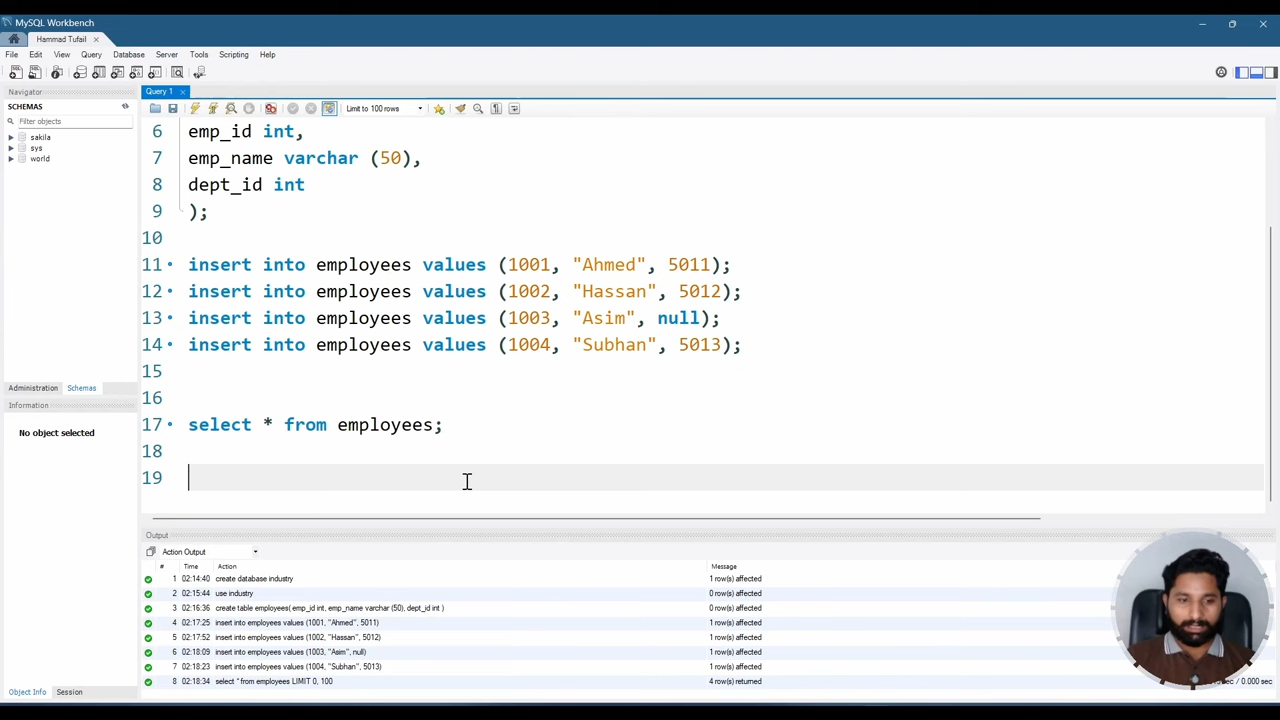 MySQL Workbench
Hammad Tufail
File Edit View Query Database Server Tools Scripting Help
Navigator
SCHEMAS
Filter objects
sakila
sys
world
Administration Schemas
Information
No object selected
Object Info Session
Query 1
Limit to 100 rows
6 emp_id int,
7 emp_name varchar (50),
8 dept_id int
9 );
10
11 insert into employees values (1001, "Ahmed", 5011);
12 insert into employees values (1002, "Hassan", 5012);
13 insert into employees values (1003, "Asim", null);
14 insert into employees values (1004, "Subhan", 5013);
15
16
17 select * from employees;
18
19
Output
Action Output
# Time Action Message
1 02:14:40 create database industry 1 row(s) affected
2 02:15:44 use industry 0 row(s) affected
3 02:16:36 create table employees( emp_id int, emp_name varchar (50), dept_id int ) 0 row(s) affected
4 02:17:25 insert into employees values (1001, "Ahmed", 5011) 1 row(s) affected
5 02:17:52 insert into employees values (1002, "Hassan", 5012) 1 row(s) affected
6 02:18:09 insert into employees values (1003, "Asim", null) 1 row(s) affected
7 02:18:23 insert into employees values (1004, "Subhan", 5013) 1 row(s) affected
8 02:18:34 select * from employees LIMIT 0, 100 4 row(s) returned / 0.000 sec